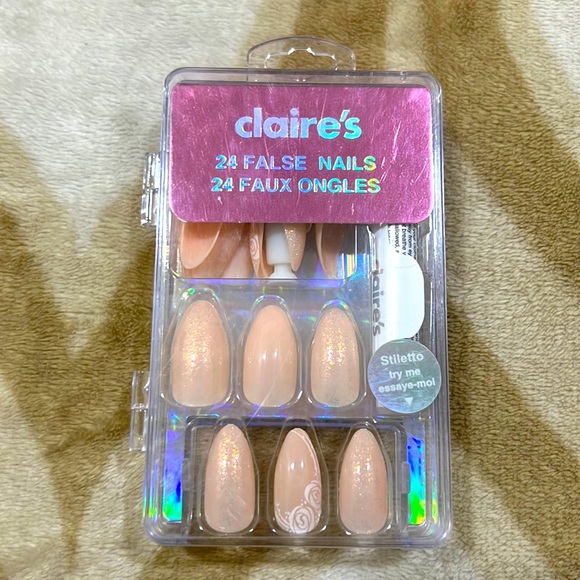 claire's
24 FALSE NAILS
24 FAUX ONGLES
claire's
Stiletto
try me
essaye-moi